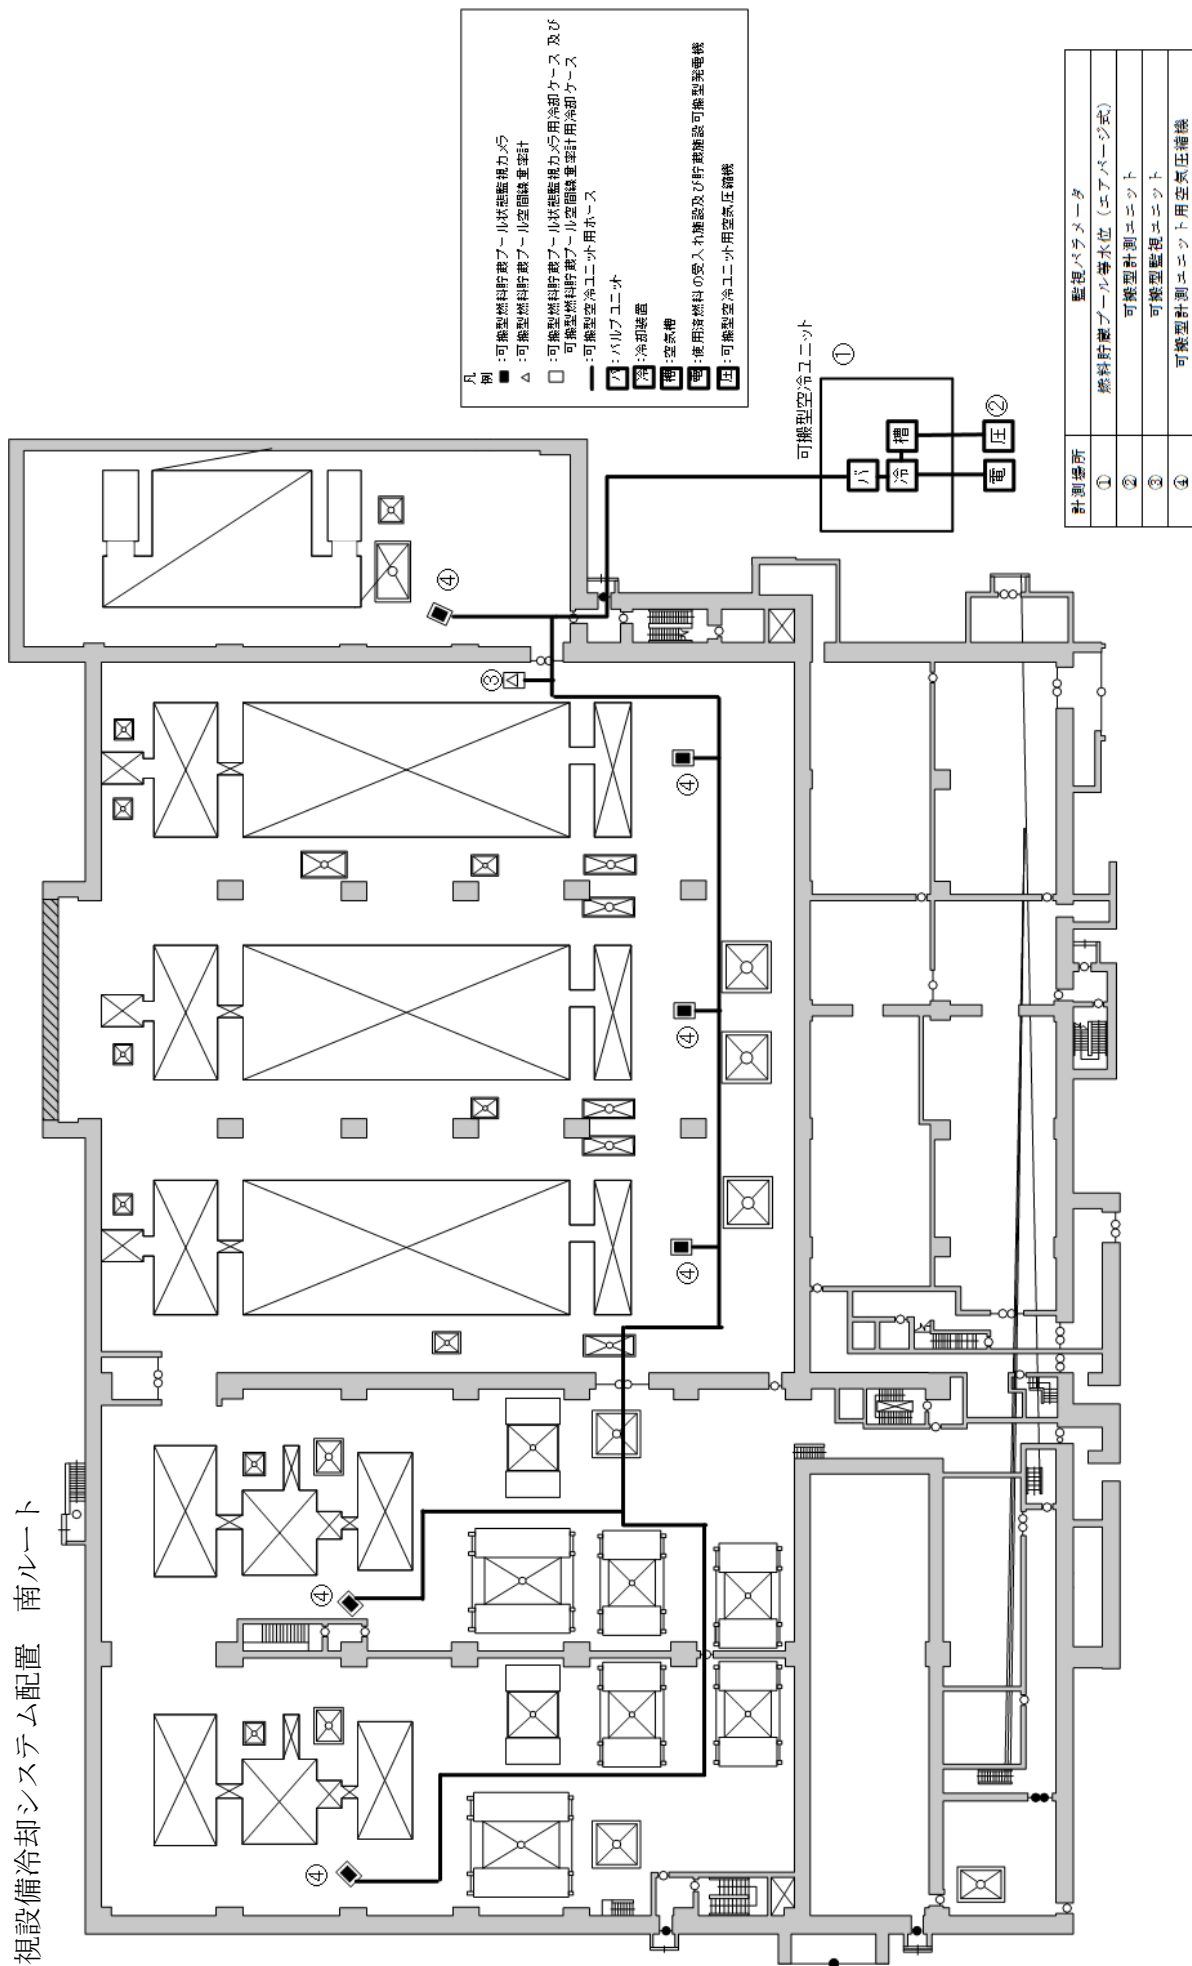 視設備冷却システム配置　南ルート
④
④
④
④
④
③
④
凡
例
■：可搬型燃料貯蔵プール状態監視カメラ
△：可搬型燃料貯蔵プール空間線量率計
□：可搬型燃料貯蔵プール状態監視カメラ用冷却ケース 及び
可搬型燃料貯蔵プール空間線量率計用冷却ケース
：可搬型空冷ユニット用ホース
バ：バルブユニット
冷：冷却装置
槽：空気槽
電：使用済燃料の受入れ施設及び貯蔵施設可搬型発電機
圧：可搬型空冷ユニット用空気圧縮機
可搬型空冷ユニット
①
バ
冷
槽
電
圧
②
計測場所 監視パラメータ
① 燃料貯蔵プール等水位（エアパージ式）
② 可搬型計測ユニット
③ 可搬型監視ユニット
④ 可搬型計測ユニット用空気圧縮機